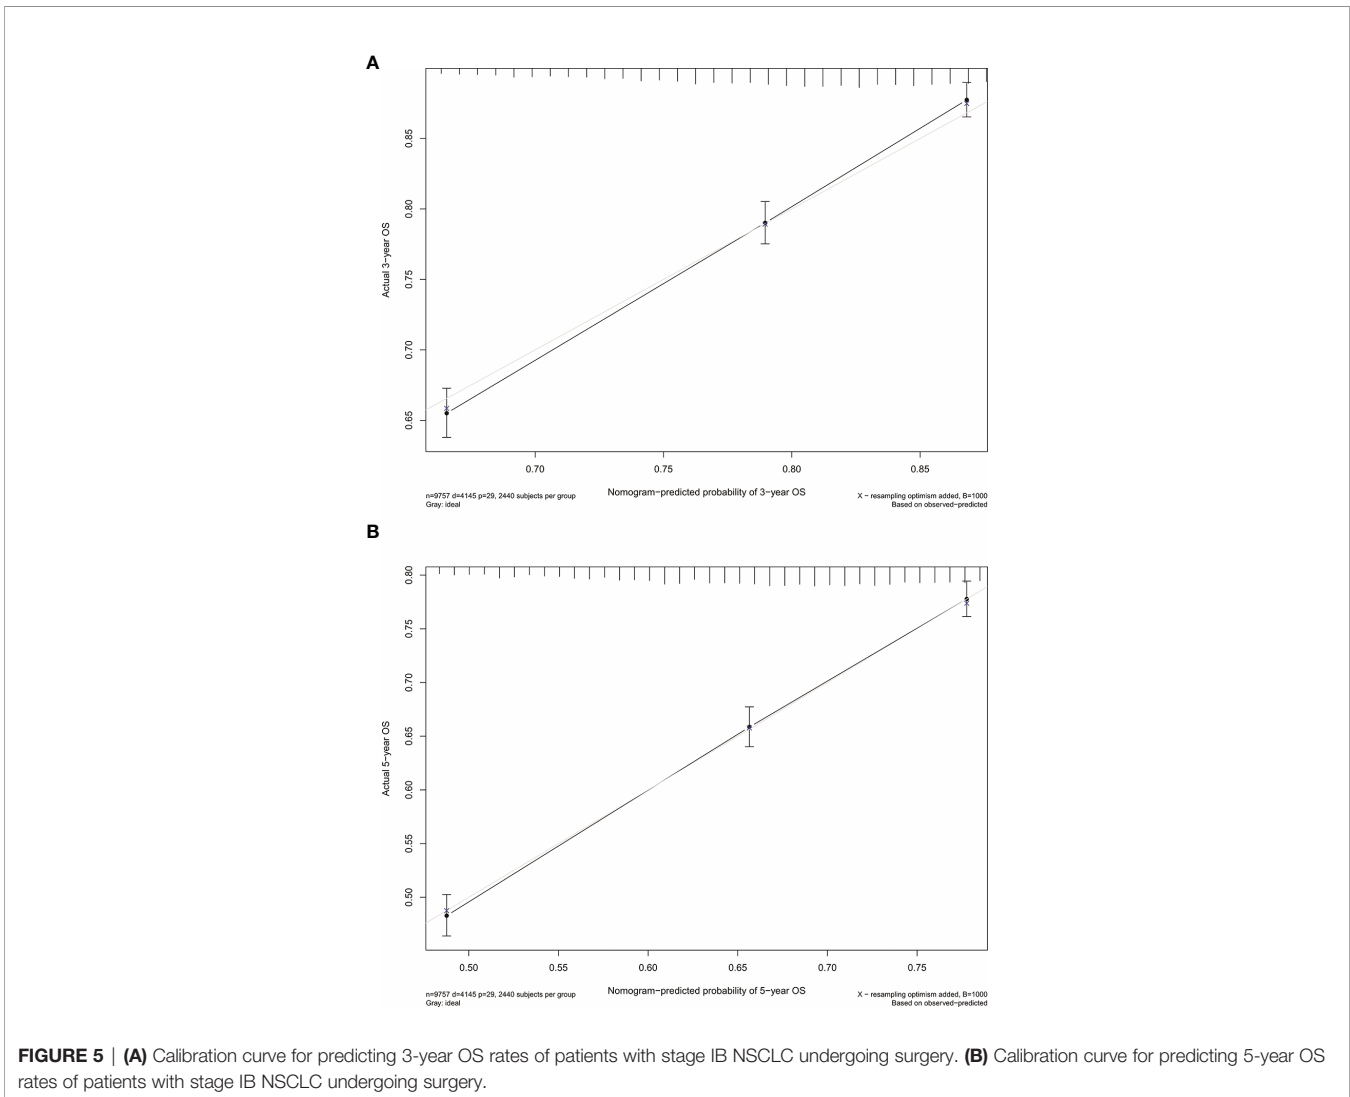 A
0.85
0.80
0.75
0.70
0.65
Actual 3−year OS
0.70 0.75 0.80 0.85
Nomogram−predicted probability of 3−year OS
n=9757 d=4145 p=29, 2440 subjects per group
Gray: ideal
X − resampling optimism added, B=1000
Based on observed−predicted
B
0.80
0.75
0.70
0.65
0.60
0.55
0.50
Actual 5−year OS
0.50 0.55 0.60 0.65 0.70 0.75
Nomogram−predicted probability of 5−year OS
n=9757 d=4145 p=29, 2440 subjects per group
Gray: ideal
X − resampling optimism added, B=1000
Based on observed−predicted
FIGURE 5 | (A) Calibration curve for predicting 3-year OS rates of patients with stage IB NSCLC undergoing surgery. (B) Calibration curve for predicting 5-year OS
rates of patients with stage IB NSCLC undergoing surgery.